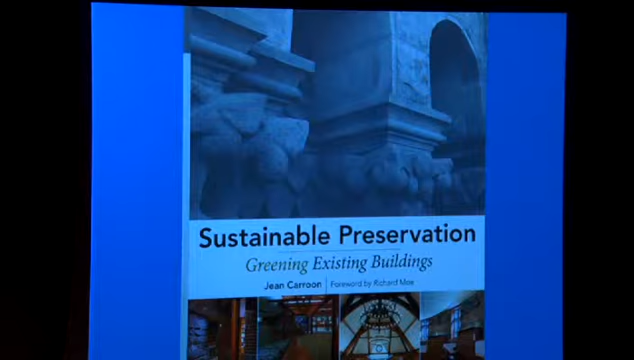 Sustainable Preservation
Greening Existing Buildings
Jean Carroon | Foreword by Richard Moe